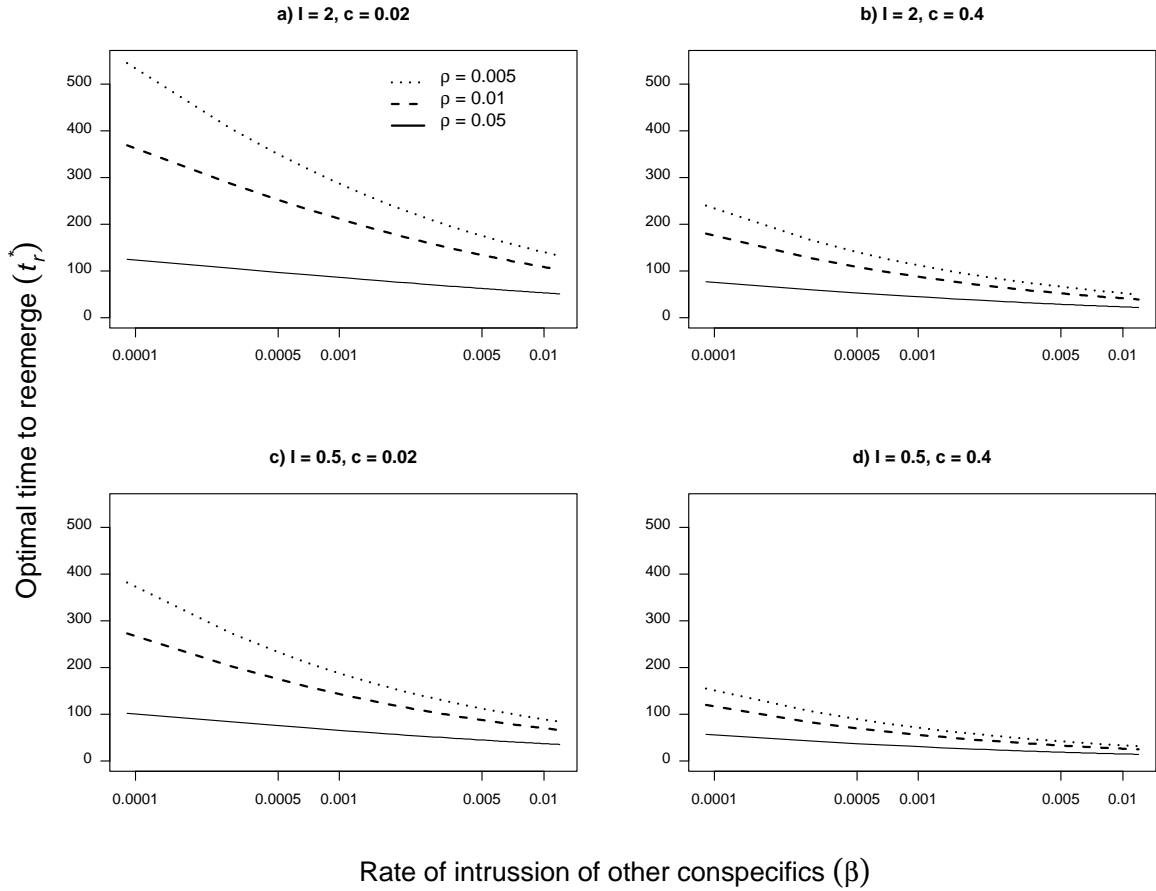 a) I = 2, c = 0.02
b) I = 2, c = 0.4
500
400
300
200
100
0
ρ = 0.005
ρ = 0.01
ρ = 0.05
0.0001 0.0005 0.001 0.005 0.01
500
400
300
200
100
0
0.0001 0.0005 0.001 0.005 0.01
Optimal time to reemerge (t_r^*)
c) I = 0.5, c = 0.02
d) I = 0.5, c = 0.4
500
400
300
200
100
0
0.0001 0.0005 0.001 0.005 0.01
500
400
300
200
100
0
0.0001 0.0005 0.001 0.005 0.01
Rate of intrussion of other conspecifics (β)